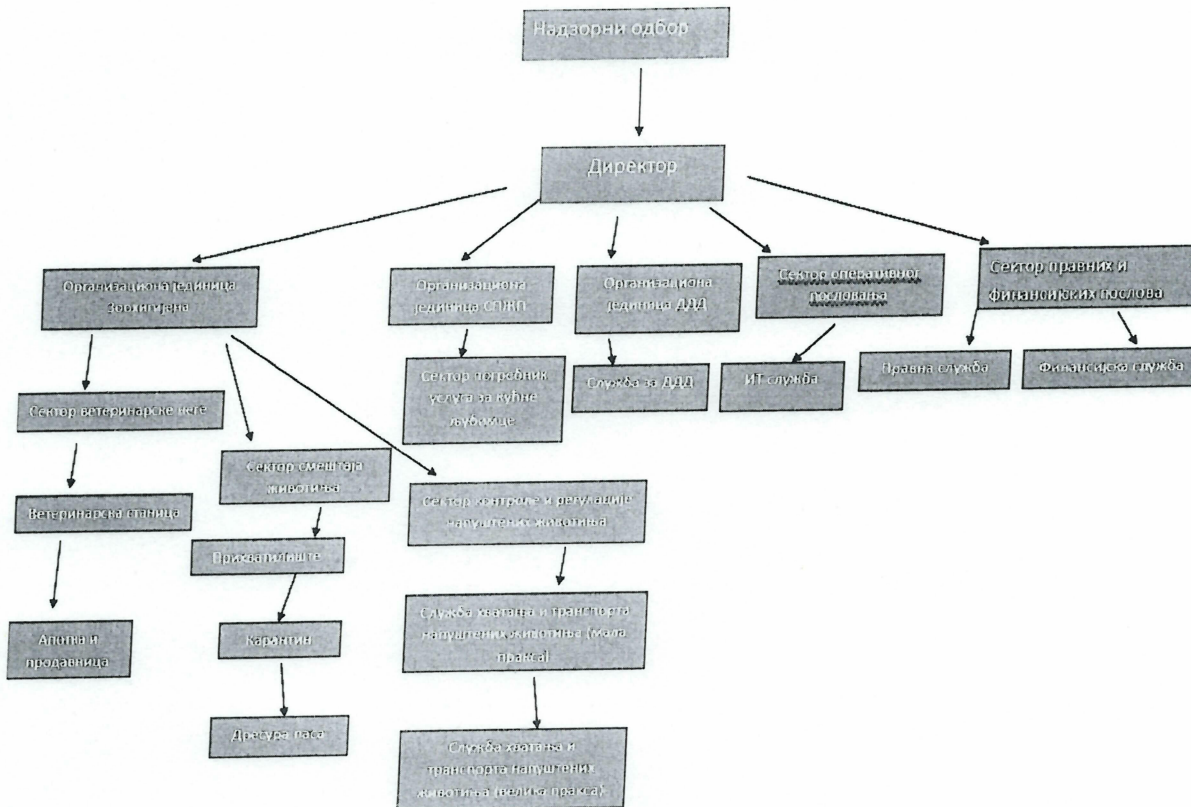 Надзорни одбор
Директор
Организациона јединица
Зоохигијена
Организациона
јединица СПЖП
Организациона
јединица ДДД
Сектор оперативног
пословања
Сектор правних и
финансијских послова
Сектор ветеринарске неге
Сектор погребних
услуга за кућне
љубимце
Служба за ДДД
ИТ служба
Правна служба
Финансијска служба
Ветеринарска станица
Сектор смештаја
животиња
Сектор контроле и регулације
напуштених животиња
Прихватилиште
Апотека и
продавница
Карантин
Служба хватања и транспорта
напуштених животиња (мала
пракса)
Дресура паса
Служба хватања и
транспорта напуштених
животиња (велика пракса)